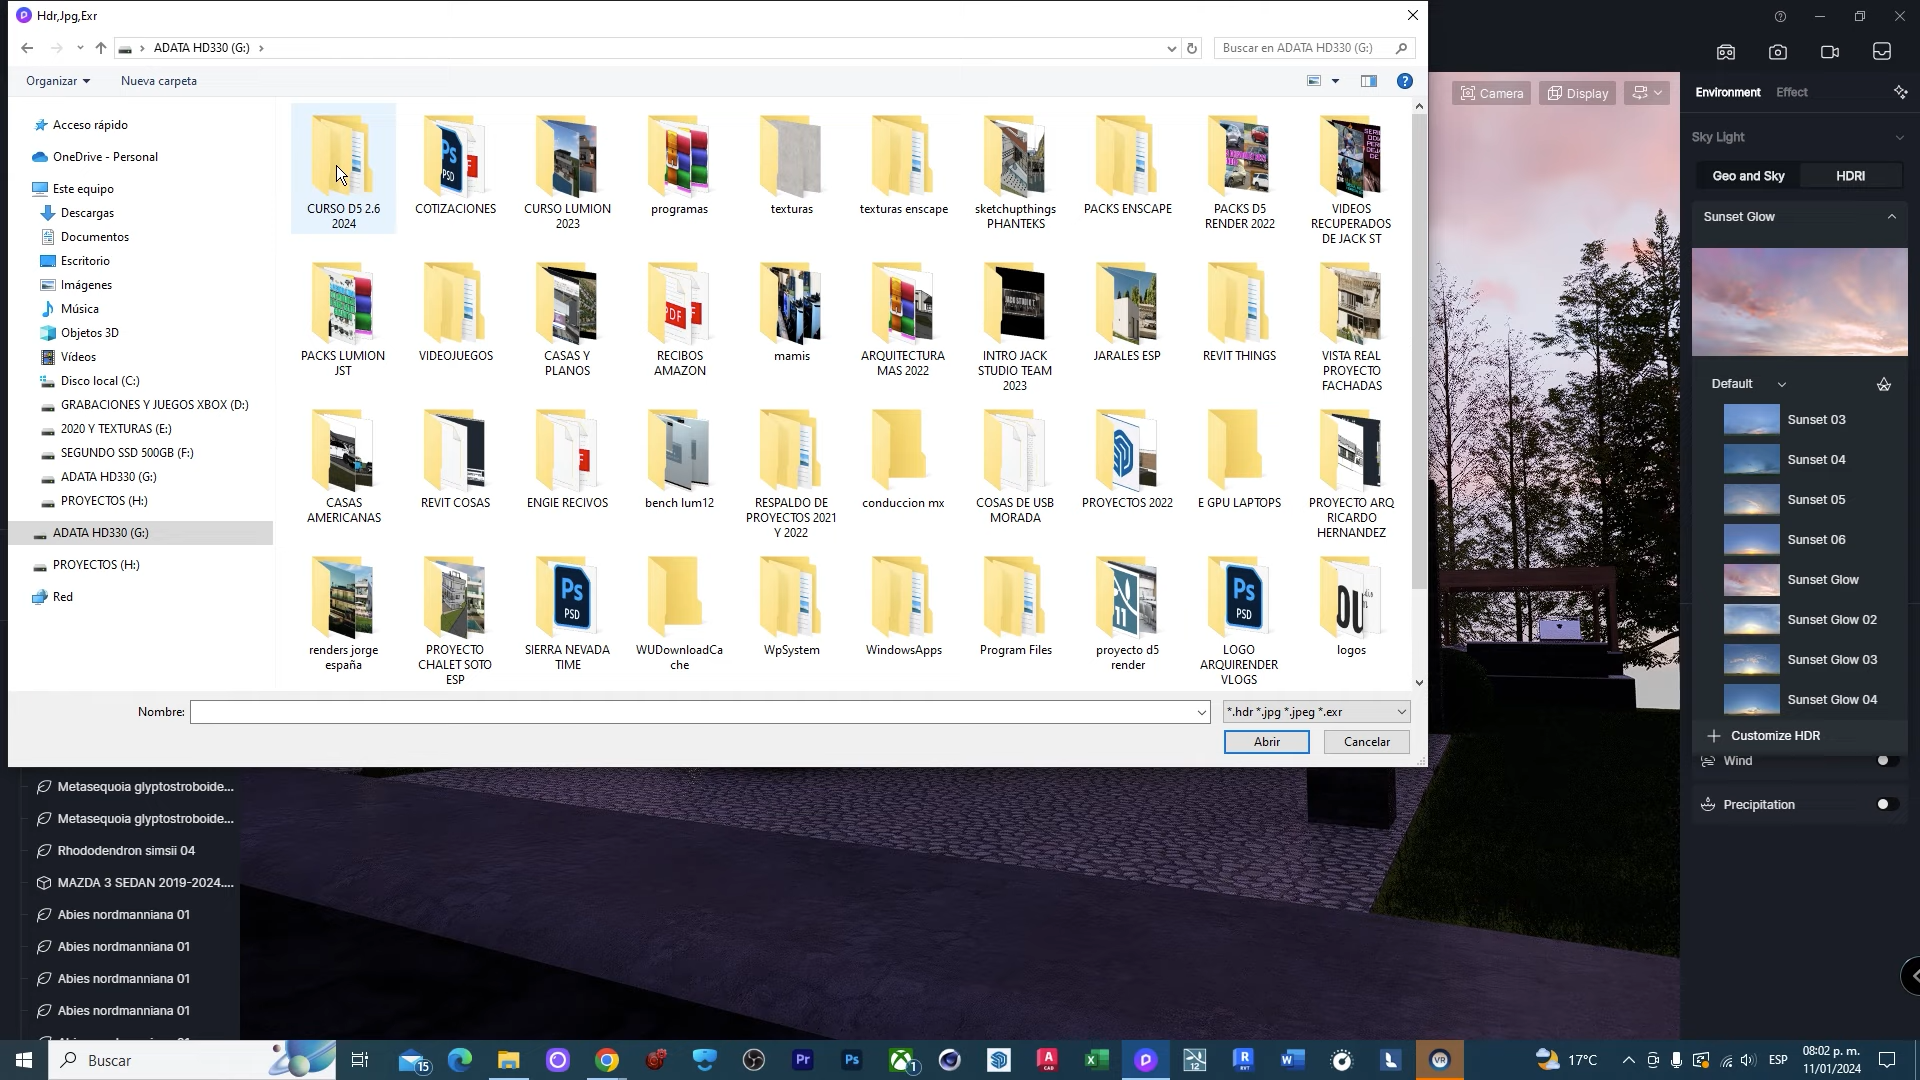 Hdr,Jpg,Exr
ADATA HD330 (G:)
Buscar en ADATA HD330 (G:)
Organizar
Nueva carpeta
Acceso rápido
OneDrive - Personal
Este equipo
Descargas
Documentos
Escritorio
Imágenes
Música
Objetos 3D
Vídeos
Disco local (C:)
GRABACIONES Y JUEGOS XBOX (D:)
2020 Y TEXTURAS (E:)
SEGUNDO SSD 500GB (F:)
ADATA HD330 (G:)
PROYECTOS (H:)
ADATA HD330 (G:)
PROYECTOS (H:)
Red
CURSO D5 2.6 2024
COTIZACIONES
CURSO LUMION 2023
programas
texturas
texturas enscape
sketchupthings PHANTEKS
PACKS ENSCAPE
PACKS D5 RENDER 2022
VIDEOS RECUPERADOS DE JACK ST
PACKS LUMION JST
VIDEOJUEGOS
CASAS Y PLANOS
RECIBOS AMAZON
mamis
ARQUITECTURA MAS 2022
INTRO JACK STUDIO TEAM 2023
JARALES ESP
REVIT THINGS
VISTA REAL PROYECTO FACHADAS
CASAS AMERICANAS
REVIT COSAS
ENGIE RECIVOS
bench lum12
RESPALDO DE PROYECTOS 2021 Y 2022
conduccion mx
COSAS DE USB MORADA
PROYECTOS 2022
E GPU LAPTOPS
PROYECTO ARQ RICARDO HERNANDEZ
renders jorge españa
PROYECTO CHALET SOTO ESP
SIERRA NEVADA TIME
WUDownloadCache
WpSystem
WindowsApps
Program Files
proyecto d5 render
LOGO ARQUIRENDER VLOGS
logos
Nombre:
*.hdr *.jpg *.jpeg *.exr
Abrir
Cancelar
Camera
Display
Environment
Effect
Sky Light
Geo and Sky
HDRI
Sunset Glow
Default
Sunset 03
Sunset 04
Sunset 05
Sunset 06
Sunset Glow
Sunset Glow 02
Sunset Glow 03
Sunset Glow 04
Customize HDR
Wind
Precipitation
Metasequoia glyptostroboide...
Metasequoia glyptostroboide...
Rhododendron simsii 04
MAZDA 3 SEDAN 2019-2024....
Abies nordmanniana 01
Abies nordmanniana 01
Abies nordmanniana 01
Abies nordmanniana 01
Buscar
15
1
17°C
ESP
08:02 p. m.
11/01/2024